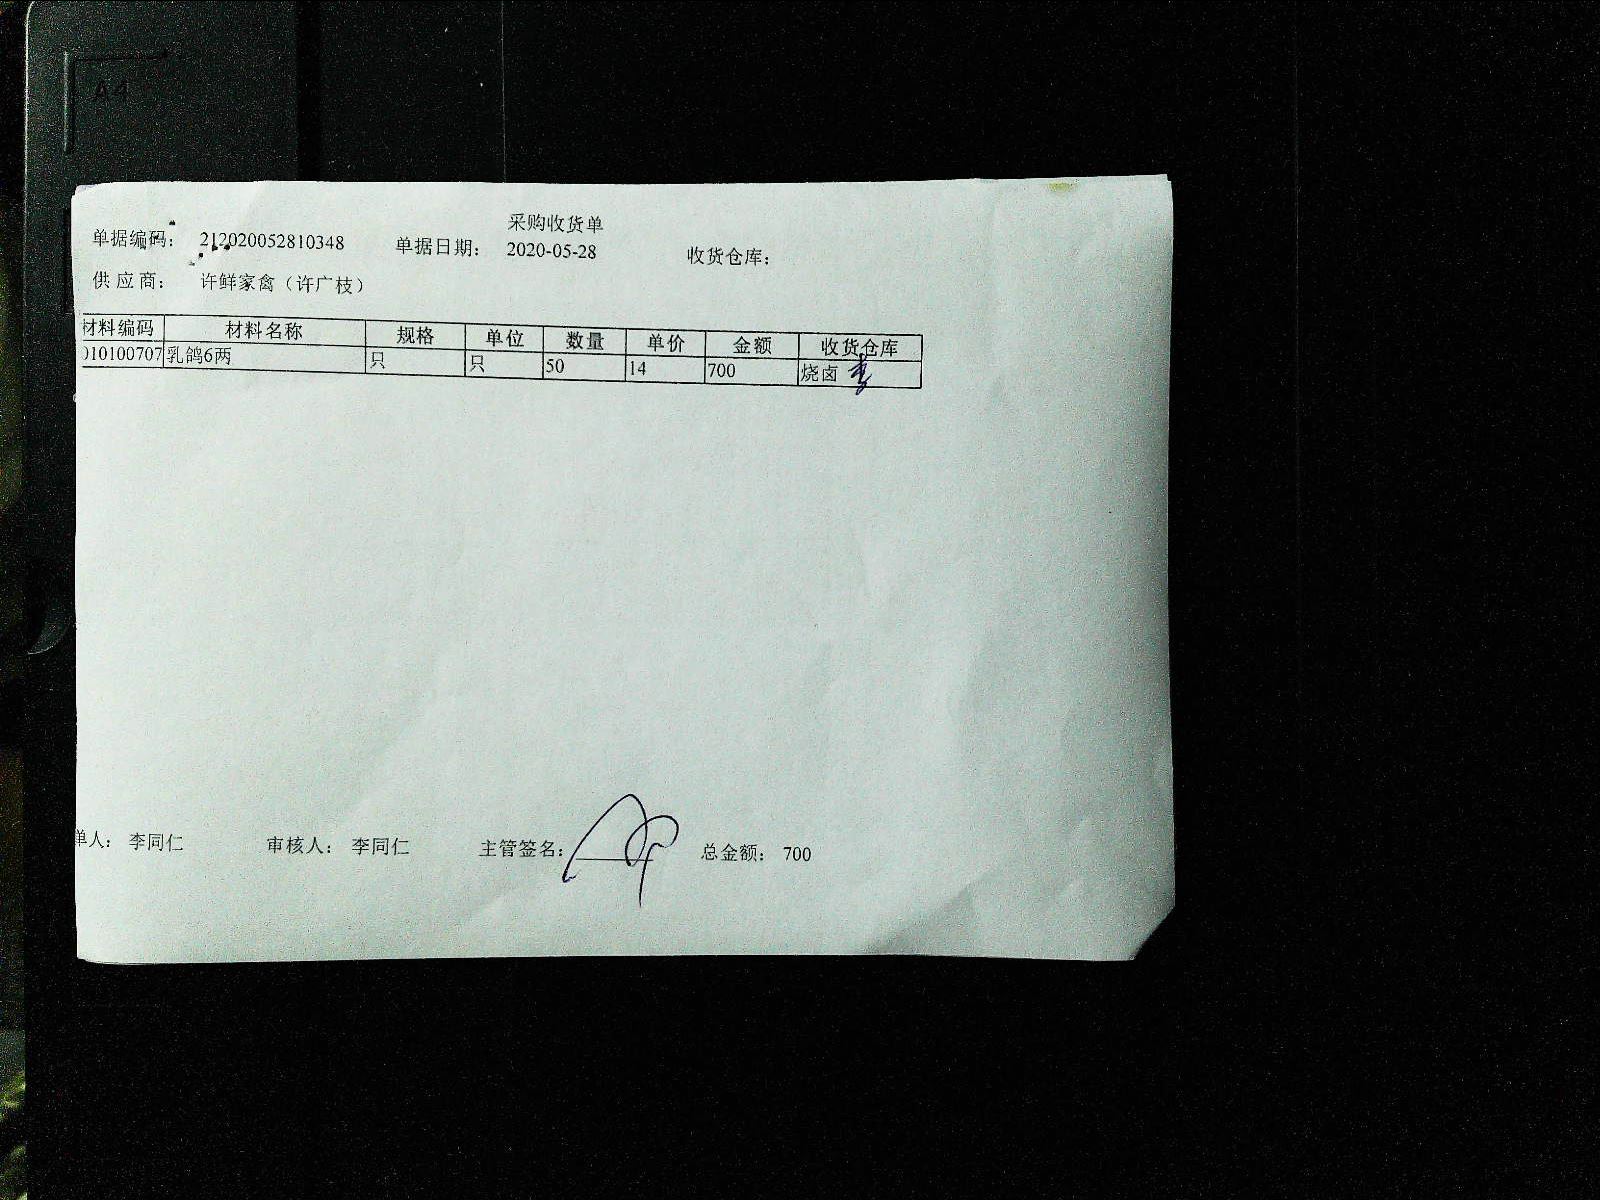 A4
采购收货单
单据编码： 212020052810348 单据日期： 2020-05-28 收货仓库：
供应商： 许鲜家禽（许广枝）
材料编码 材料名称 规格 单位 数量 单价 金额 收货仓库
010100707 乳鸽6两 只 只 50 14 700 烧卤
单人： 李同仁 审核人： 李同仁 主管签名： 总金额： 700